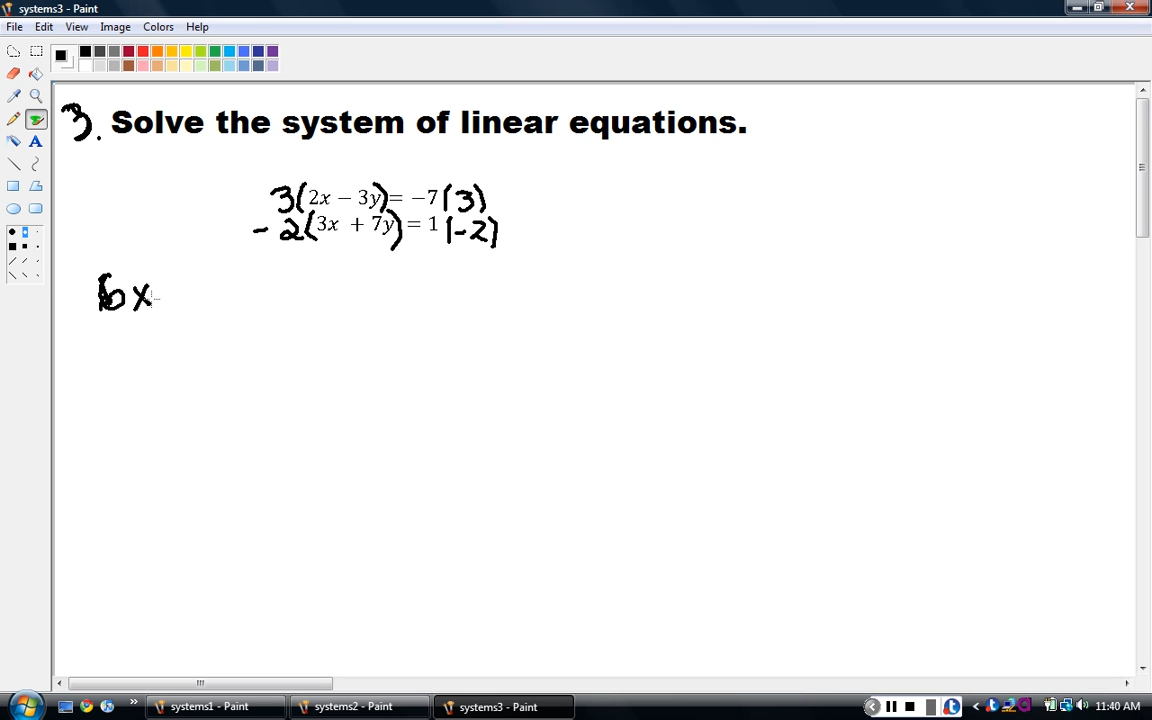 systems3 - Paint
File Edit View Image Colors Help
3. Solve the system of linear equations.
3(2x − 3y) = −7(3)
-2(3x + 7y) = 1(-2)
6x
systems1 - Paint systems2 - Paint systems3 - Paint 11:40 AM